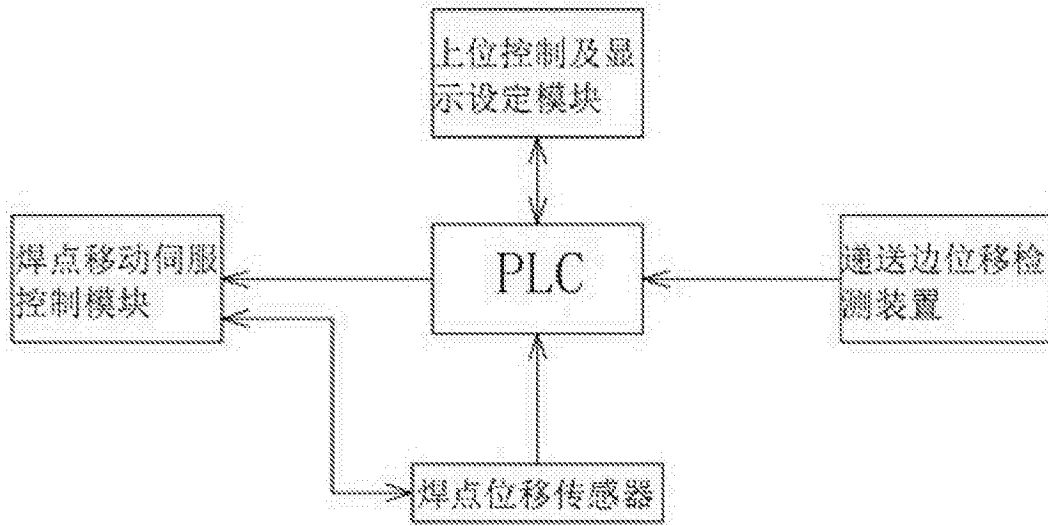 上位控制及显
示设定模块
焊点移动伺服
控制模块
PLC
递送边位移检
测装置
焊点位移传感器